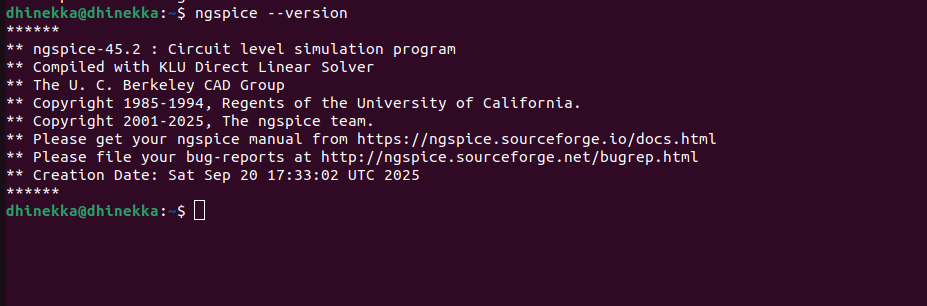 dhinekka@dhinekka:~$ ngspice --version
******
** ngspice-45.2 : Circuit level simulation program
** Compiled with KLU Direct Linear Solver
** The U. C. Berkeley CAD Group
** Copyright 1985-1994, Regents of the University of California.
** Copyright 2001-2025, The ngspice team.
** Please get your ngspice manual from https://ngspice.sourceforge.io/docs.html
** Please file your bug-reports at http://ngspice.sourceforge.net/bugrep.html
** Creation Date: Sat Sep 20 17:33:02 UTC 2025
******
dhinekka@dhinekka:~$